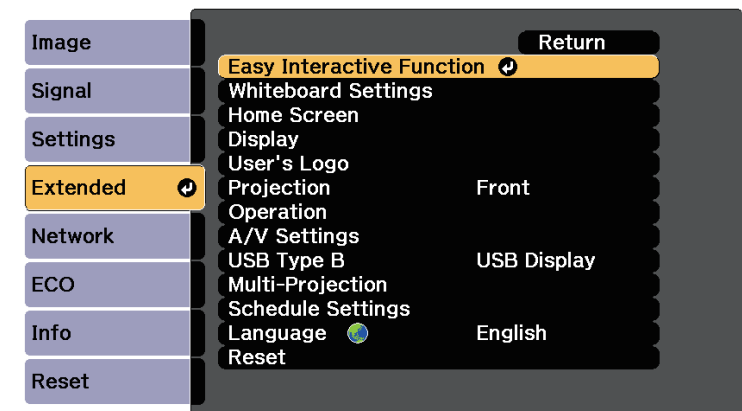 Image
Signal
Settings
Extended
Network
ECO
Info
Reset
Return
Easy Interactive Function
Whiteboard Settings
Home Screen
Display
User's Logo
Projection Front
Operation
A/V Settings
USB Type B USB Display
Multi-Projection
Schedule Settings
Language English
Reset